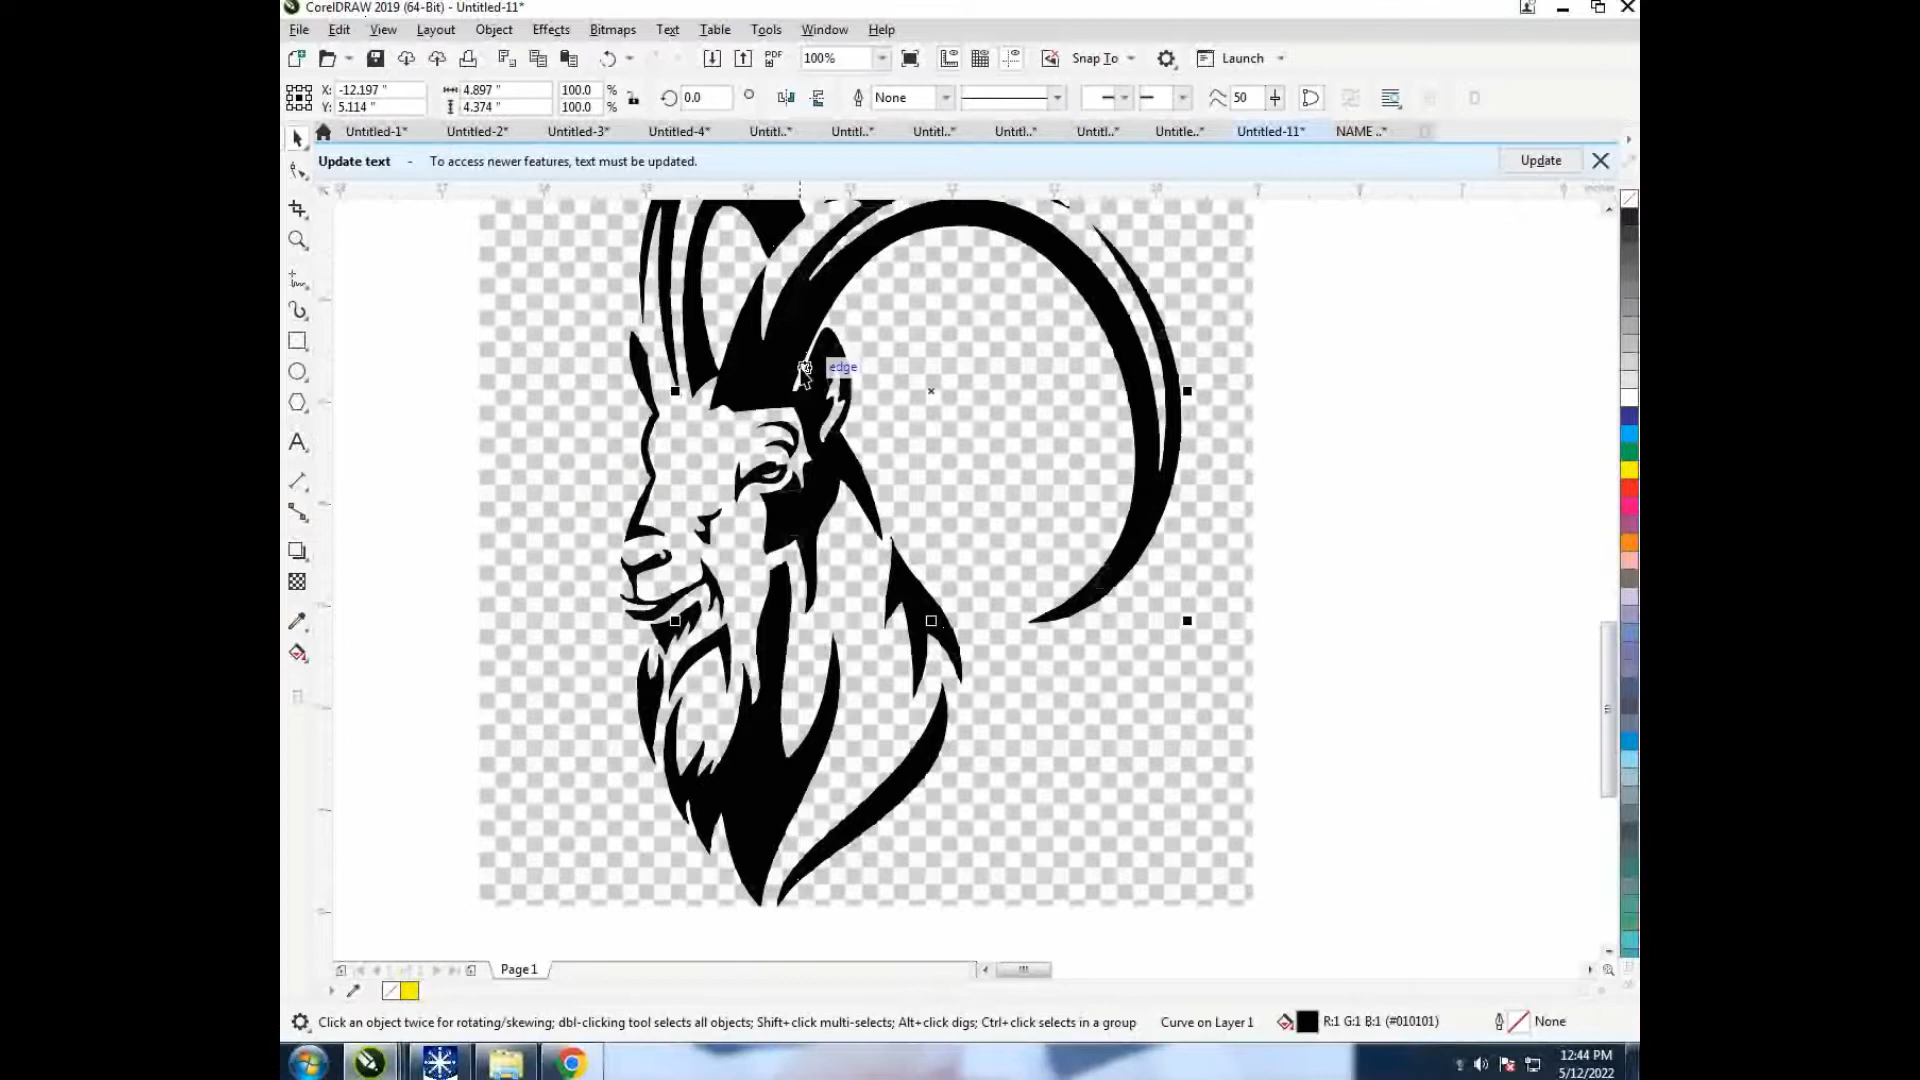 CorelDRAW 2019 (64-Bit) - Untitled-11*
File Edit View Layout Object Effects Bitmaps Text Table Tools Window Help
PDF 100% Snap To Launch
X: -12.197 " 4.897 " 100.0 % 0.0 None 50
Y: 5.114 " 4.374 " 100.0 %
Untitled-1* Untitled-2* Untitled-3* Untitled-4* Untitl..* Untitl..* Untitl..* Untitl..* Untitl..* Untitle..* Untitled-11* NAME ..*
Update text - To access newer features, text must be updated. Update
edge
Page 1
Click an object twice for rotating/skewing; dbl-clicking tool selects all objects; Shift+click multi-selects; Alt+click digs; Ctrl+click selects in a group Curve on Layer 1 R:1 G:1 B:1 (#010101) None
12:44 PM
5/12/2022